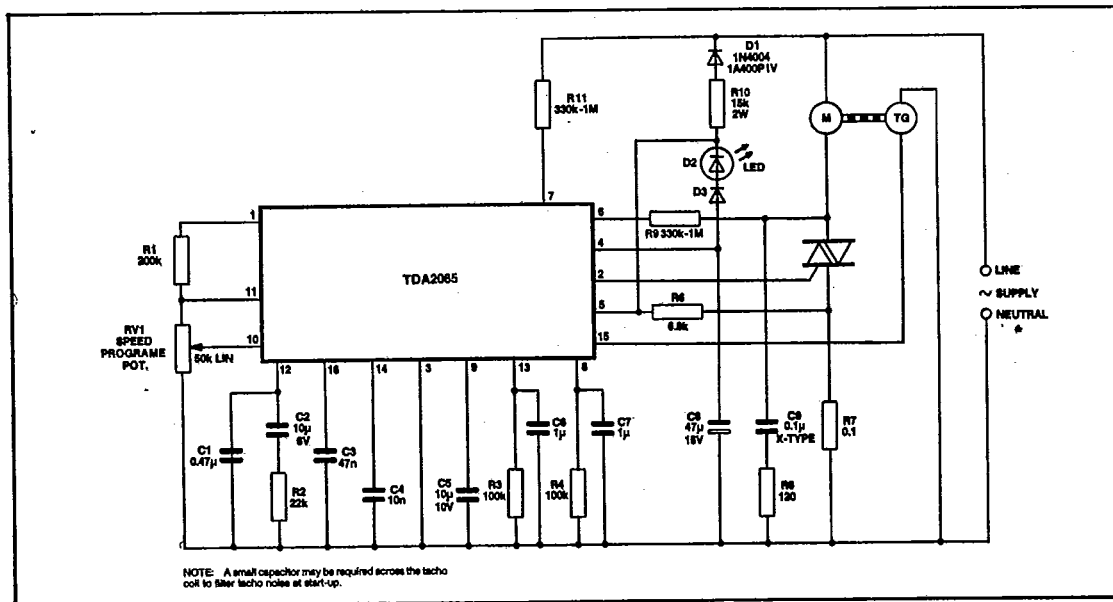 D1
1N4004
1A400PIV
R11
330k-1M
R10
15k
2W
M
TG
D2
LED
D3
7
1
6
R9 330k-1M
4
R1
200k
2
TDA2085
LINE
~ SUPPLY
NEUTRAL
*
11
5
R6
6.8k
RV1
SPEED
PROGRAME
POT.
50k LIN
10
15
12
16
14
3
9
13
8
C2
10µ
6V
C1
0.47µ
C3
47n
R2
22k
C4
10n
C5
10µ
10V
R3
100k
C6
1µ
R4
100k
C7
1µ
47µ
16V
C9
0.1µ
X-TYPE
R7
0.1
120
NOTE: A small capacitor may be required across the tacho
coil to filter tacho noise at start-up.